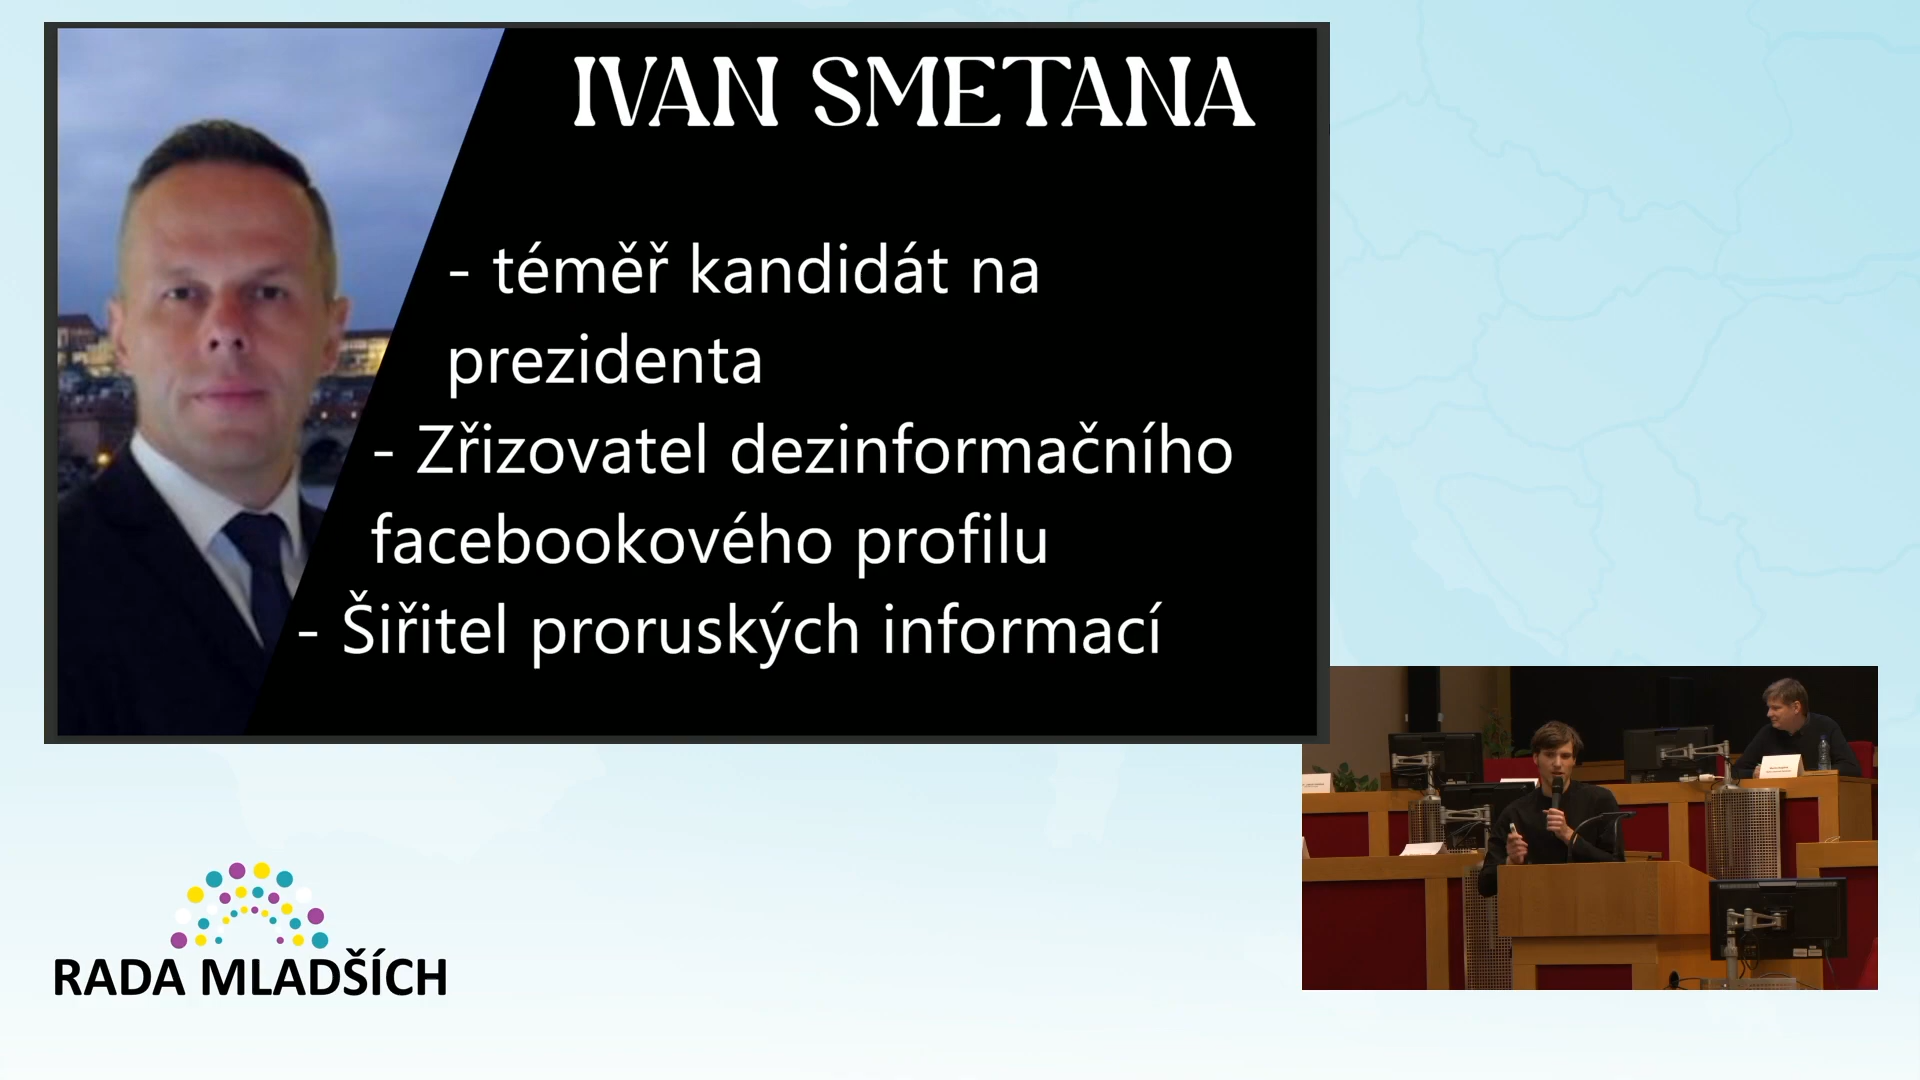 IVAN SMETANA
- téměř kandidát na
prezidenta
- Zřizovatel dezinformačního
facebookového profilu
- Šiřitel proruských informací
RADA MLADŠÍCH